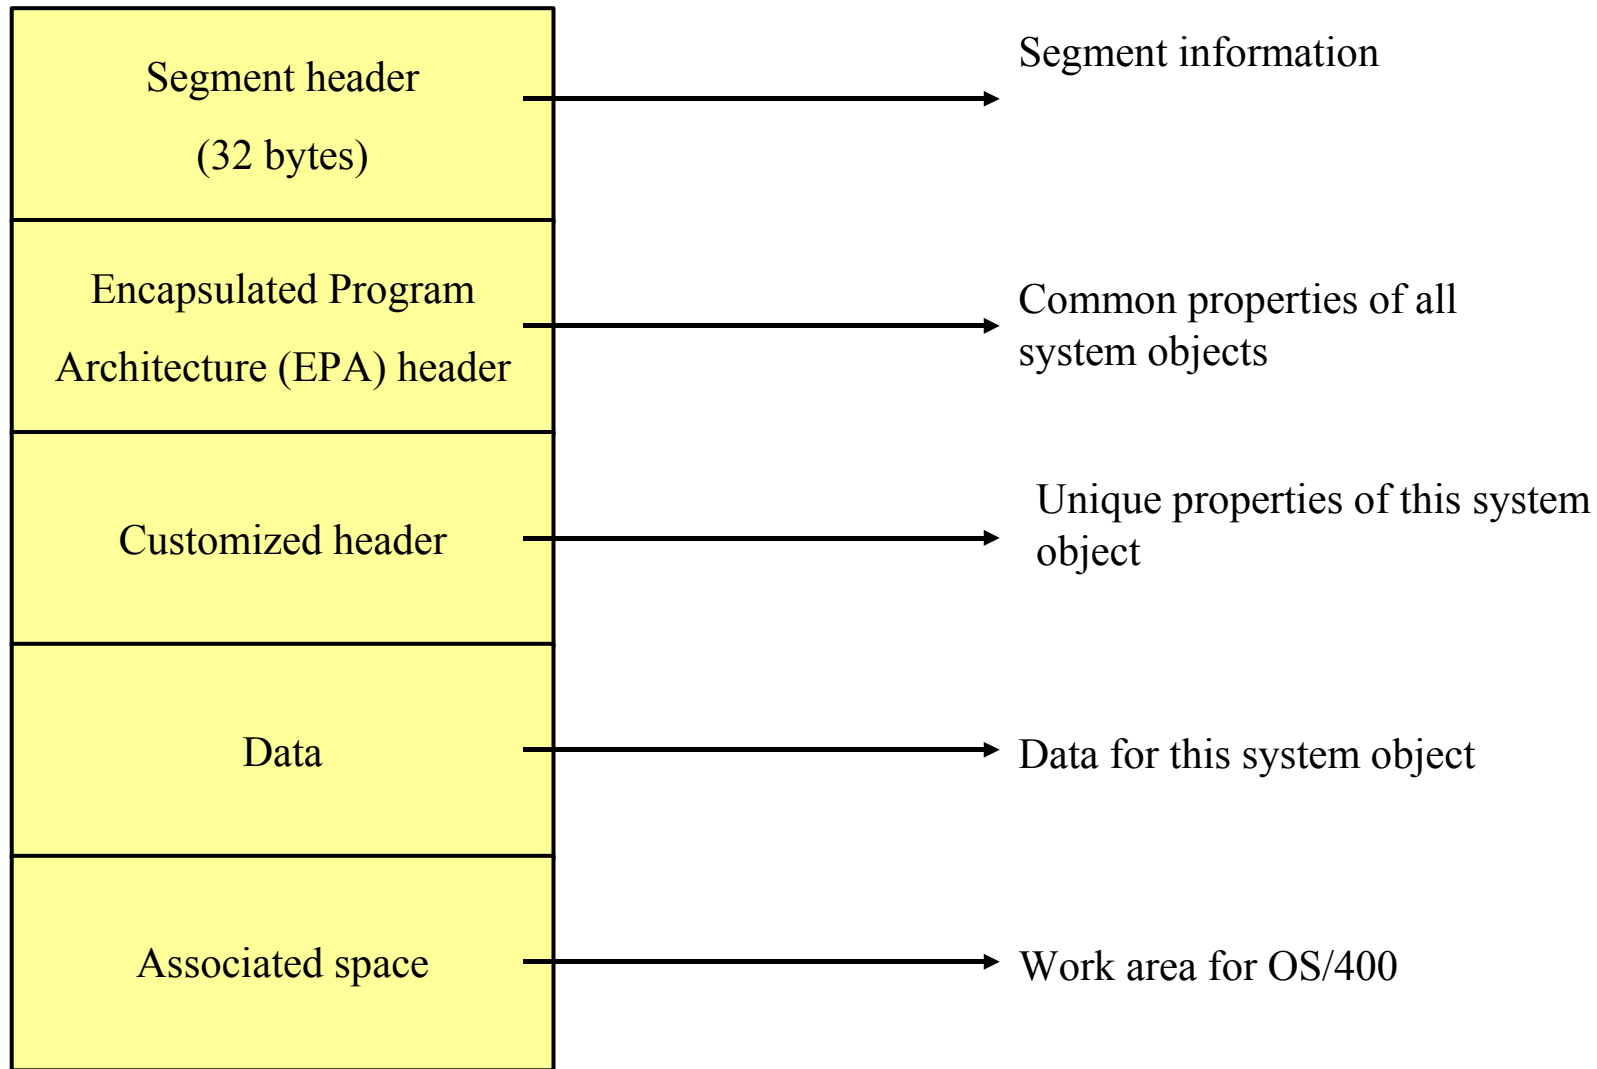 Segment header
(32 bytes)
Segment information
Encapsulated Program
Architecture (EPA) header
Common properties of all
system objects
Customized header
Unique properties of this system
object
Data
Data for this system object
Associated space
Work area for OS/400